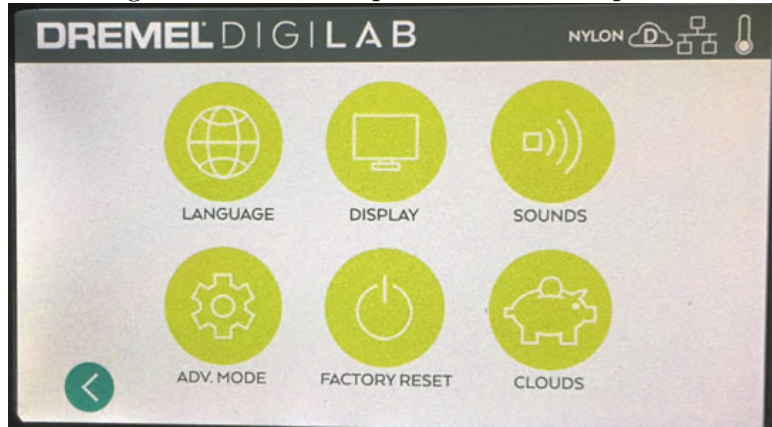 DREMEL DIGILAB NYLON D
LANGUAGE DISPLAY SOUNDS
ADV. MODE FACTORY RESET CLOUDS